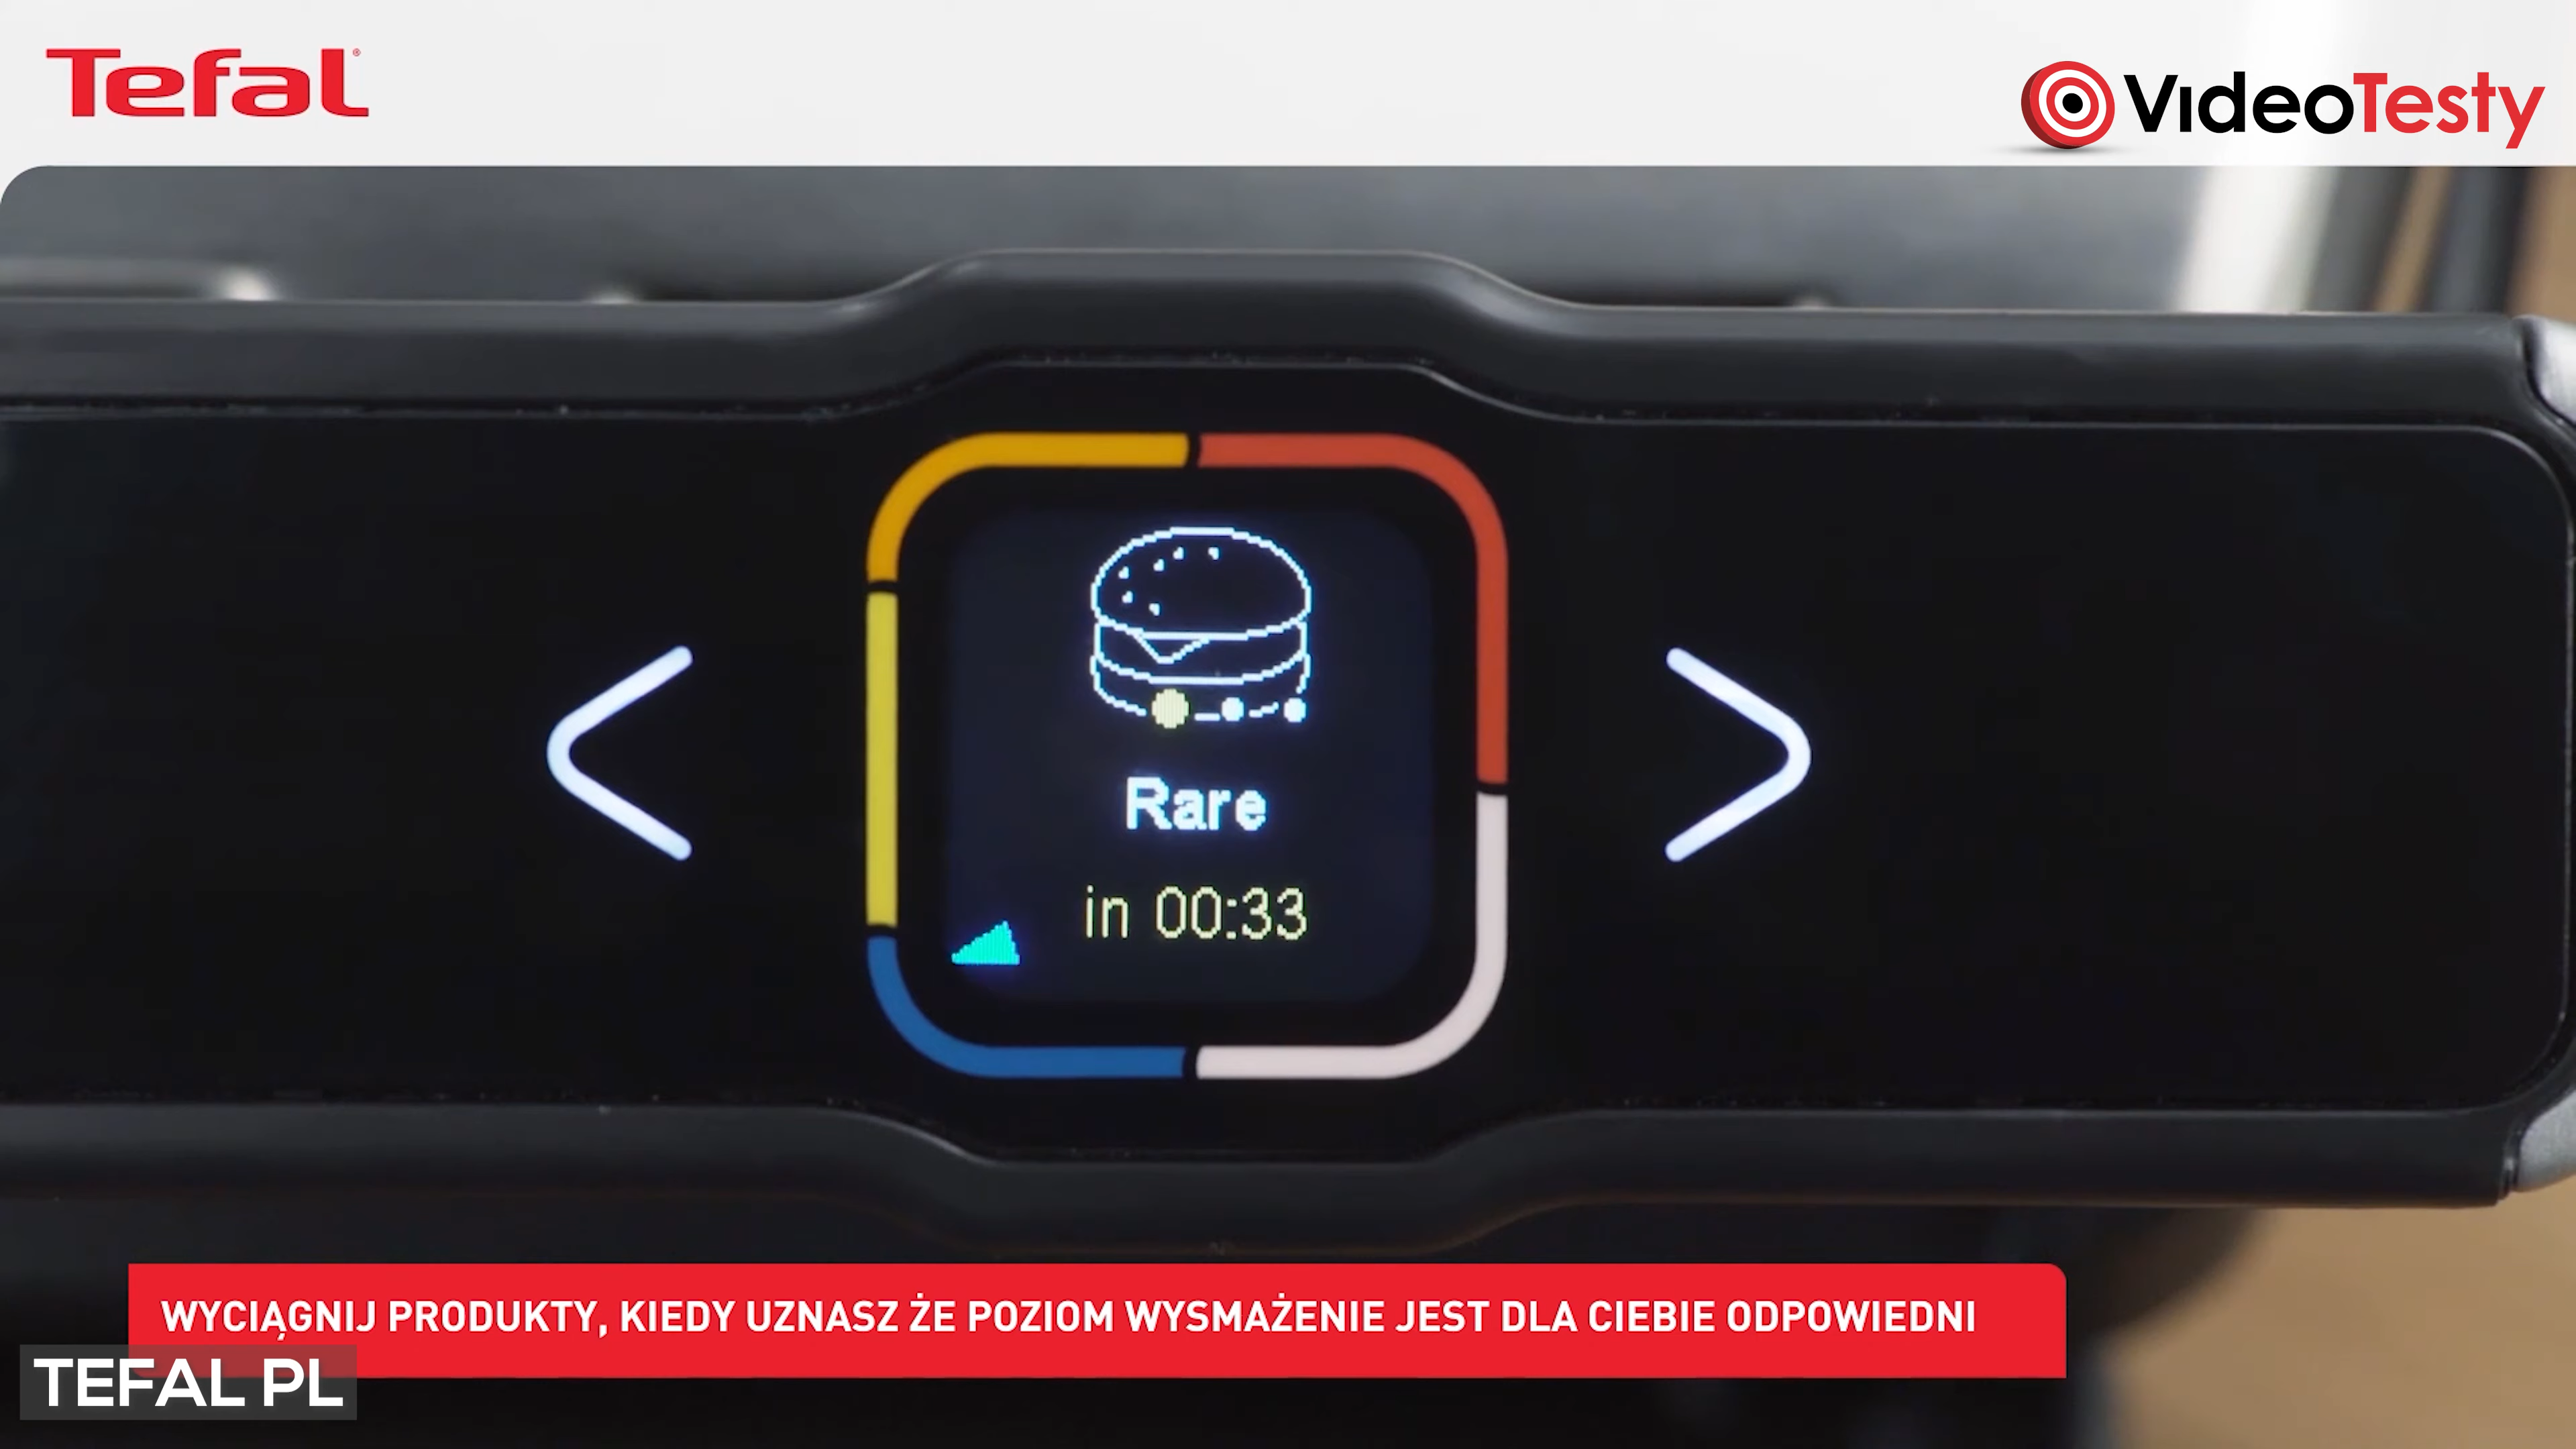 Tefal
VideoTesty
Rare
in 00:33
WYCIĄGNIJ PRODUKTY, KIEDY UZNASZ ŻE POZIOM WYSMAŻENIE JEST DLA CIEBIE ODPOWIEDNI
TEFAL PL